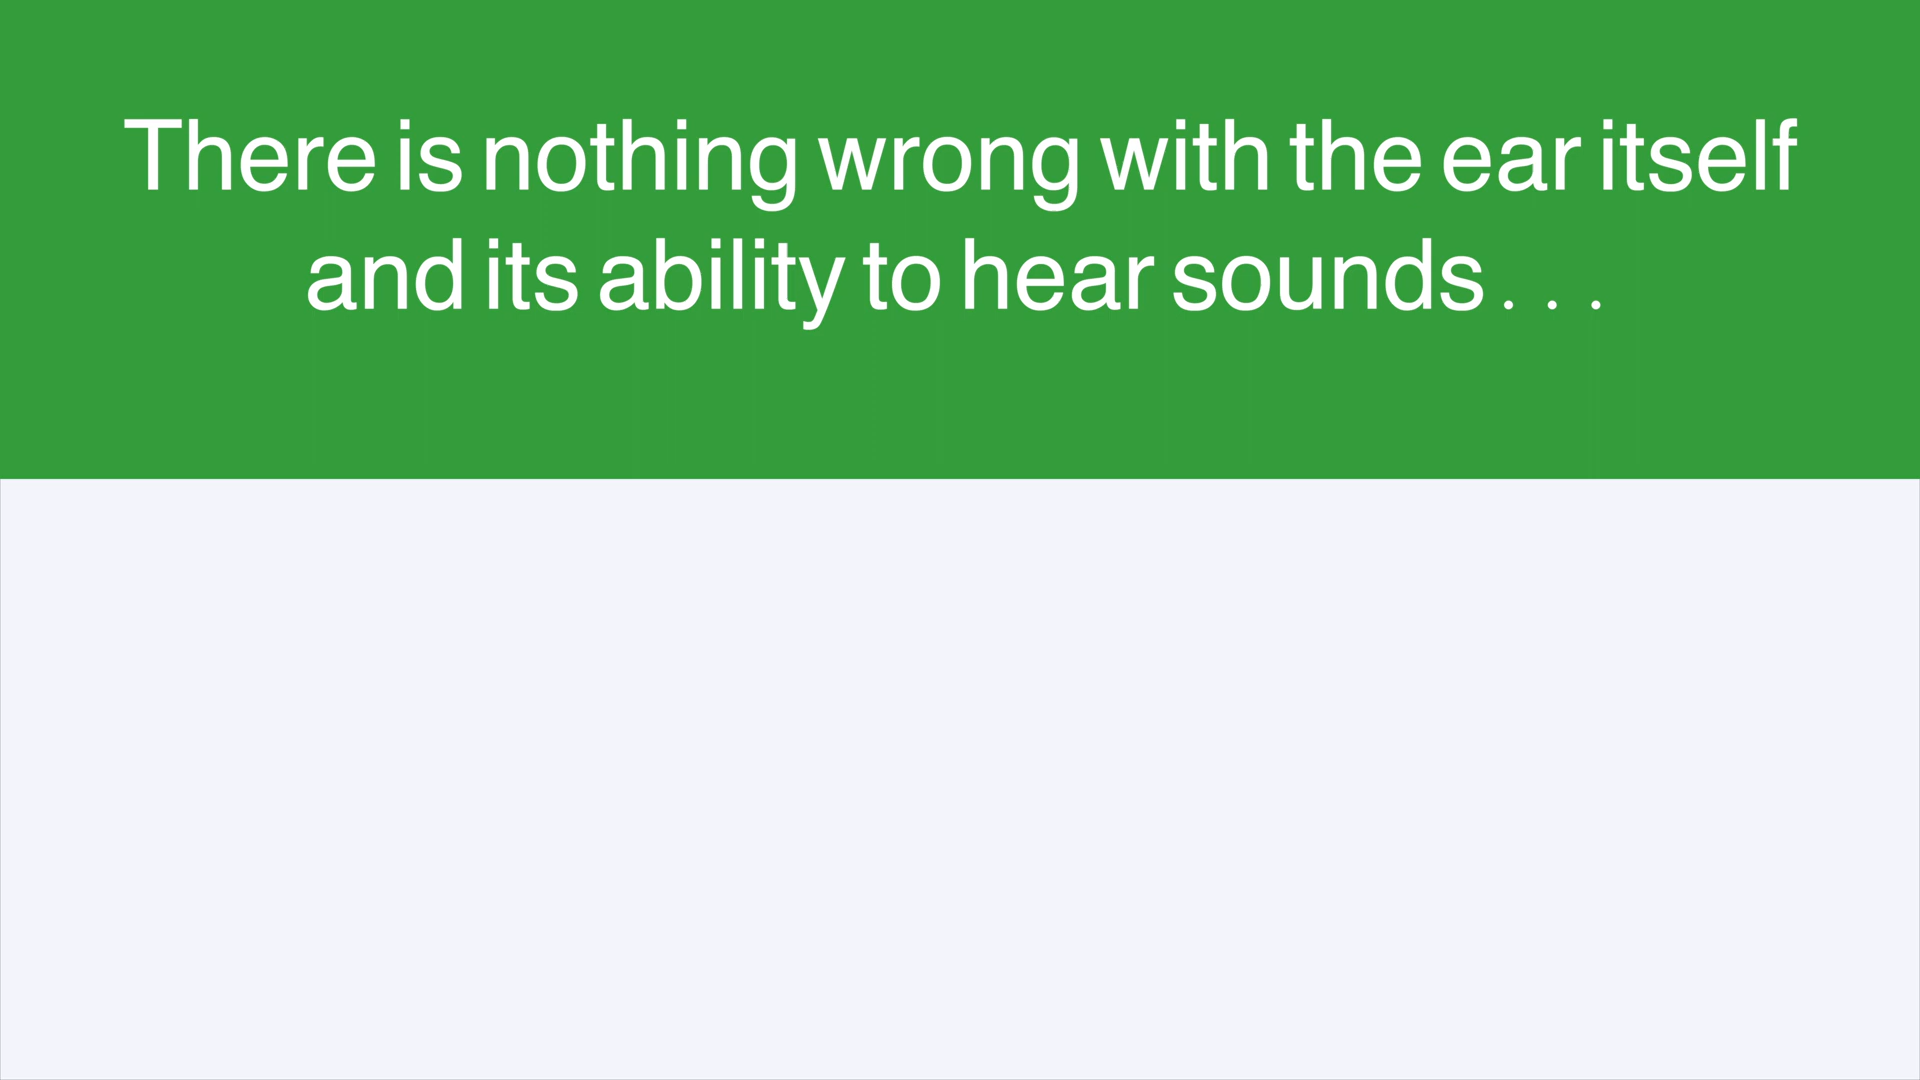 There is nothing wrong with the ear itself
and its ability to hear sounds . . .